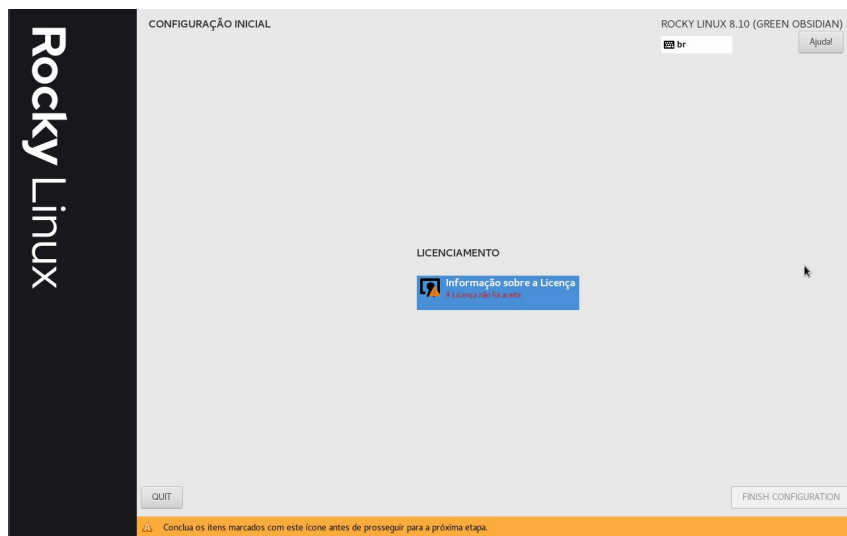 Rocky Linux
CONFIGURAÇÃO INICIAL
ROCKY LINUX 8.10 (GREEN OBSIDIAN)
br
Ajuda!
LICENCIAMENTO
Informação sobre a Licença
A Licença não foi aceita
QUIT
FINISH CONFIGURATION
Conclua os itens marcados com este ícone antes de prosseguir para a próxima etapa.